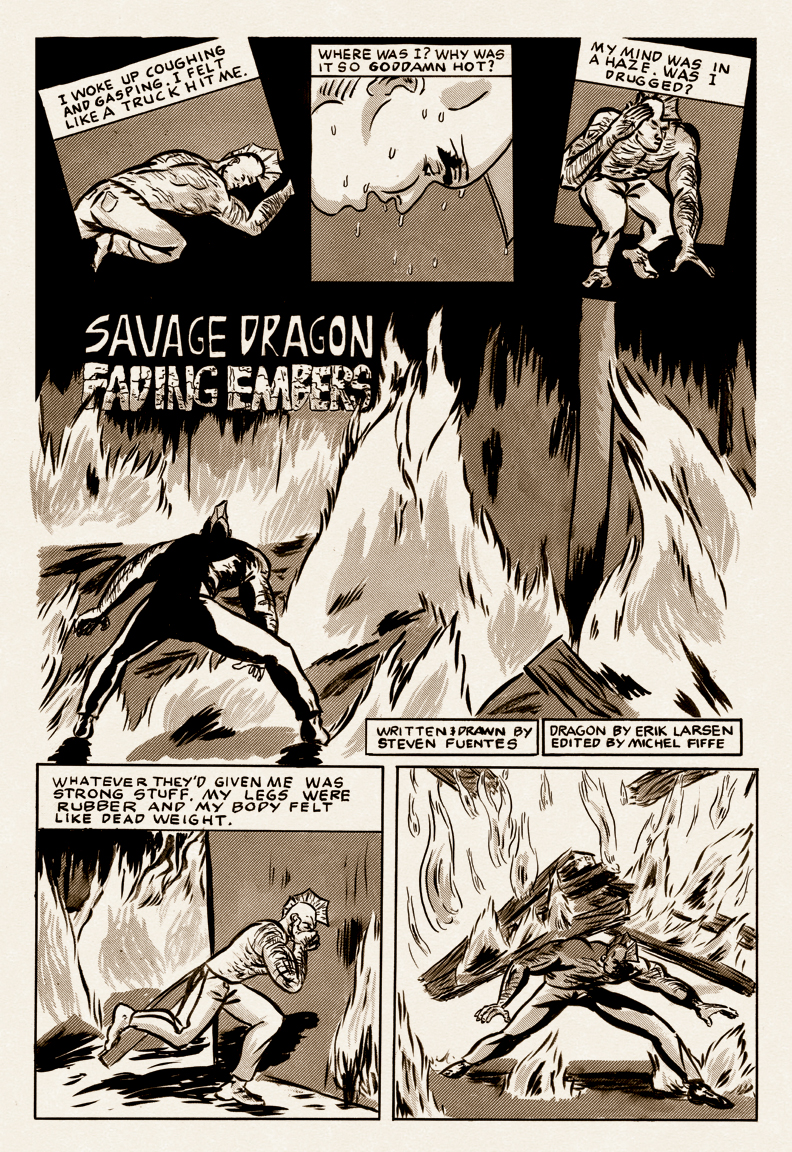 I WOKE UP COUGHING
AND GASPING. I FELT
LIKE A TRUCK HIT ME.
WHERE WAS I? WHY WAS
IT SO GODDAMN HOT?
MY MIND WAS IN
A HAZE. WAS I
DRUGGED?
SAVAGE DRAGON
FADING EMBERS
WRITTEN & DRAWN BY
STEVEN FUENTES
DRAGON BY ERIK LARSEN
EDITED BY MICHEL FIFFE
WHATEVER THEY'D GIVEN ME WAS
STRONG STUFF. MY LEGS WERE
RUBBER AND MY BODY FELT
LIKE DEAD WEIGHT.